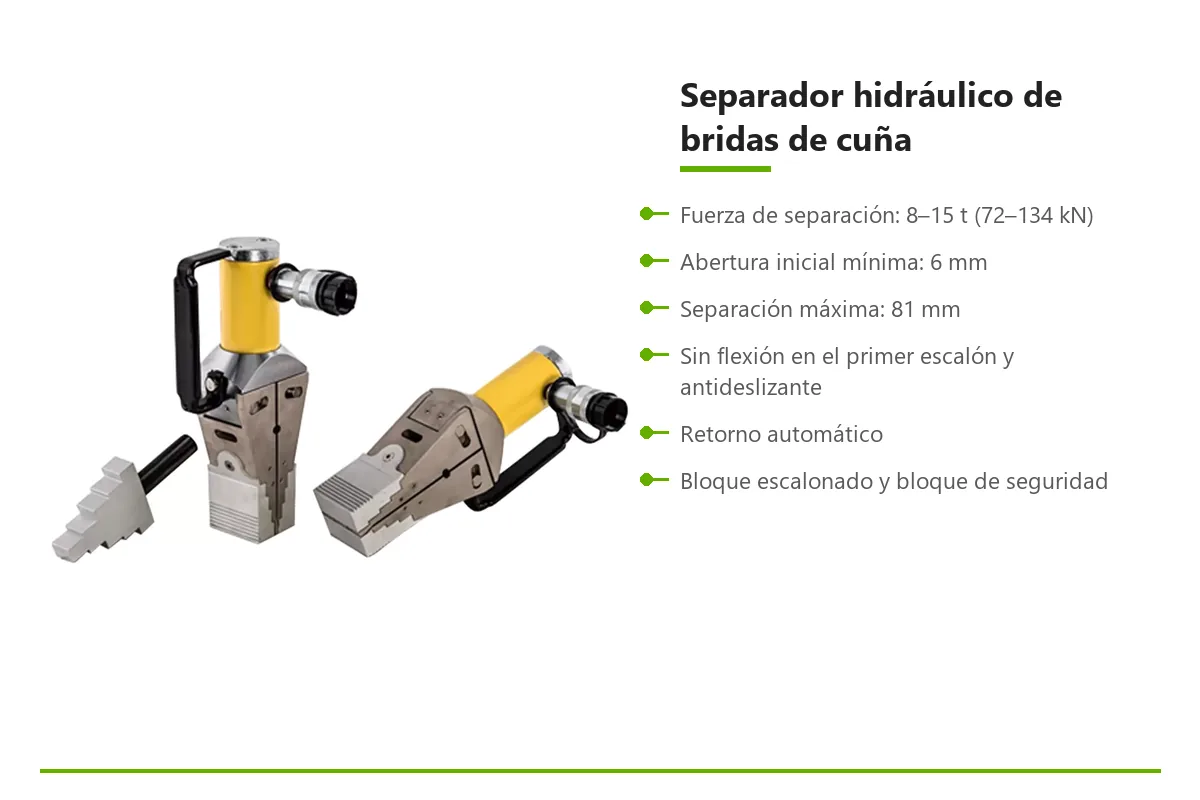 Separador hidráulico de
bridas de cuña
Fuerza de separación: 8–15 t (72–134 kN)
Abertura inicial mínima: 6 mm
Separación máxima: 81 mm
Sin flexión en el primer escalón y
antideslizante
Retorno automático
Bloque escalonado y bloque de seguridad